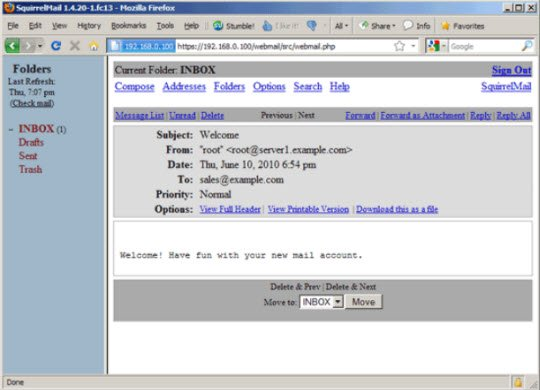 SquirrelMail 1.4.20-1.fc13 - Mozilla Firefox
File Edit View History Bookmarks Tools Help StumbleUpon! I like it! All Share Info Favorites
192.168.0.100 https://192.168.0.100/webmail/src/webmail.php Google
Folders
Last Refresh:
Thu, 7:07 pm
(Check mail)
– INBOX (1)
Drafts
Sent
Trash
Current Folder: INBOX Sign Out
Compose Addresses Folders Options Search Help SquirrelMail
Message List | Unread | Delete Previous | Next Forward | Forward as Attachment | Reply | Reply All
Subject: Welcome
From: "root" <root@server1.example.com>
Date: Thu, June 10, 2010 6:54 pm
To: sales@example.com
Priority: Normal
Options: View Full Header | View Printable Version | Download this as a file
Welcome! Have fun with your new mail account.
Delete & Prev | Delete & Next
Move to: INBOX Move
Done